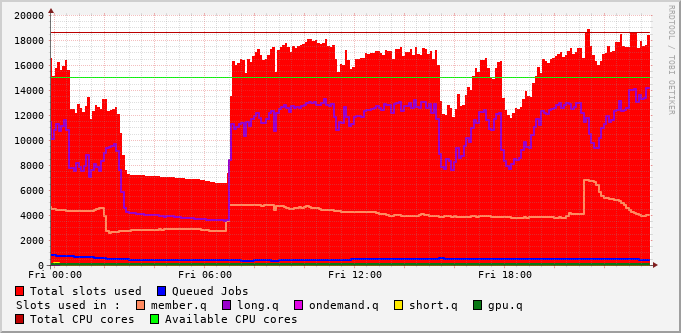 20000
18000
16000
14000
12000
10000
8000
6000
4000
2000
0
Fri 00:00 Fri 06:00 Fri 12:00 Fri 18:00
Total slots used Queued Jobs
Slots used in : member.q long.q ondemand.q short.q gpu.q
Total CPU cores Available CPU cores
RRDTOOL / TOBI OETIKER